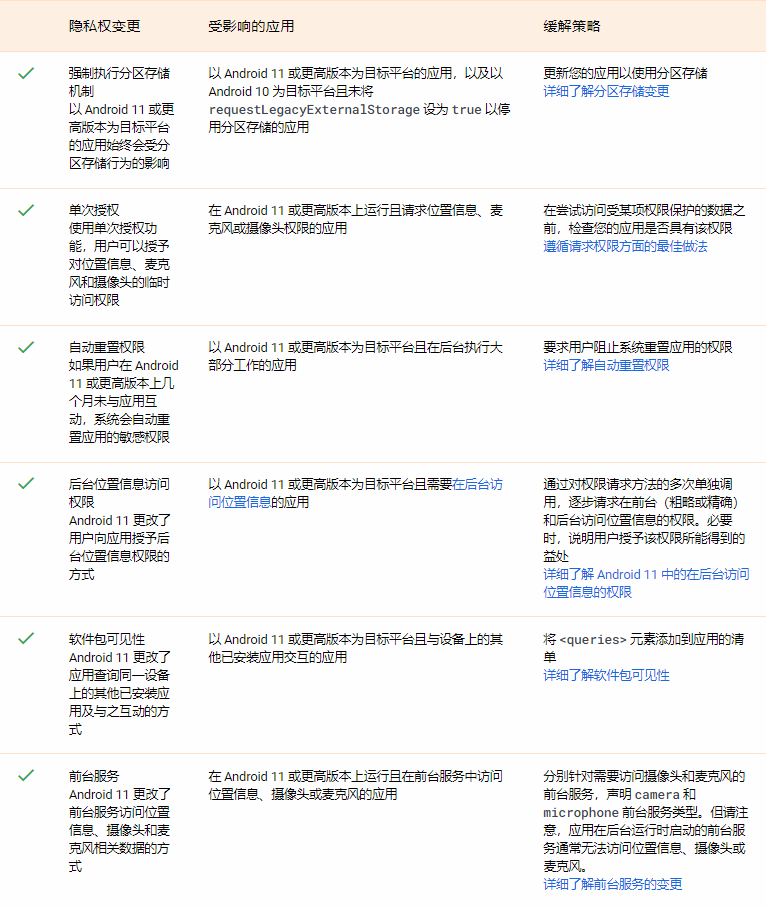 隐私权变更
受影响的应用
缓解策略
强制执行分区存储
机制
以 Android 11 或更
高版本为目标平台
的应用始终会受分
区存储行为的影响
以 Android 11 或更高版本为目标平台的应用，以及以
Android 10 为目标平台且未将
requestLegacyExternalStorage 设为 true 以停
用分区存储的应用
更新您的应用以使用分区存储
详细了解分区存储变更
单次授权
使用单次授权功
能，用户可以授予
对位置信息、麦克
风和摄像头的临时
访问权限
在 Android 11 或更高版本上运行且请求位置信息、麦
克风或摄像头权限的应用
在尝试访问受某项权限保护的数据之
前，检查您的应用是否具有该权限
遵循请求权限方面的最佳做法
自动重置权限
如果用户在 Android
11 或更高版本上几
个月未与应用互
动，系统会自动重
置应用的敏感权限
以 Android 11 或更高版本为目标平台且在后台执行大
部分工作的应用
要求用户阻止系统重置应用的权限
详细了解自动重置权限
后台位置信息访问
权限
Android 11 更改了
用户向应用授予后
台位置信息权限的
方式
以 Android 11 或更高版本为目标平台且需要在后台访
问位置信息的应用
通过对权限请求方法的多次单独调
用，逐步请求在前台（粗略或精确）
和后台访问位置信息的权限。必要
时，说明用户授予该权限所能得到的
益处
详细了解 Android 11 中的在后台访问
位置信息的权限
软件包可见性
Android 11 更改了
应用查询同一设备
上的其他已安装应
用及与之互动的方
式
以 Android 11 或更高版本为目标平台且与设备上的其
他已安装应用交互的应用
将 <queries> 元素添加到应用的清
单
详细了解软件包可见性
前台服务
Android 11 更改了
前台服务访问位置
信息、摄像头和麦
克风相关数据的方
式
在 Android 11 或更高版本上运行且在前台服务中访问
位置信息、摄像头或麦克风的应用
分别针对需要访问摄像头和麦克风的
前台服务，声明 camera 和
microphone 前台服务类型。但请注
意，应用在后台运行时启动的前台服
务通常无法访问位置信息、摄像头或
麦克风。
详细了解前台服务的变更